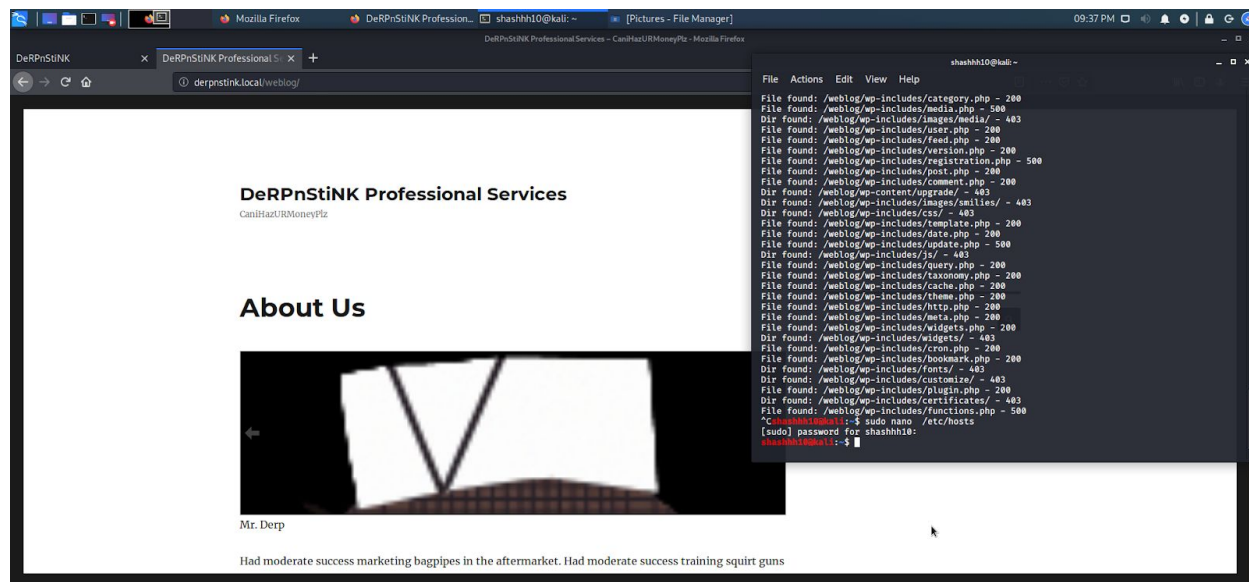 Mozilla Firefox
DeRPnStiNK Profession...
shashhh10@kali: ~
[Pictures - File Manager]
09:37 PM
DeRPnStiNK Professional Services – CaniHazURMoneyPlz - Mozilla Firefox
DeRPnStiNK
DeRPnStiNK Professional S
derpnstink.local/weblog/
DeRPnStiNK Professional Services
CaniHazURMoneyPlz
About Us
Mr. Derp
Had moderate success marketing bagpipes in the aftermarket. Had moderate success training squirt guns
shashhh10@kali: ~
File Actions Edit View Help
File found: /weblog/wp-includes/category.php - 200
File found: /weblog/wp-includes/media.php - 500
Dir found: /weblog/wp-includes/images/media/ - 403
File found: /weblog/wp-includes/user.php - 200
File found: /weblog/wp-includes/feed.php - 200
File found: /weblog/wp-includes/version.php - 200
File found: /weblog/wp-includes/registration.php - 500
File found: /weblog/wp-includes/post.php - 200
File found: /weblog/wp-includes/comment.php - 200
Dir found: /weblog/wp-content/upgrade/ - 403
Dir found: /weblog/wp-includes/images/smilies/ - 403
Dir found: /weblog/wp-includes/css/ - 403
File found: /weblog/wp-includes/template.php - 200
File found: /weblog/wp-includes/date.php - 200
File found: /weblog/wp-includes/update.php - 500
Dir found: /weblog/wp-includes/js/ - 403
File found: /weblog/wp-includes/query.php - 200
File found: /weblog/wp-includes/taxonomy.php - 200
File found: /weblog/wp-includes/cache.php - 200
File found: /weblog/wp-includes/theme.php - 200
File found: /weblog/wp-includes/http.php - 200
File found: /weblog/wp-includes/meta.php - 200
File found: /weblog/wp-includes/widgets.php - 200
Dir found: /weblog/wp-includes/widgets/ - 403
File found: /weblog/wp-includes/cron.php - 200
File found: /weblog/wp-includes/bookmark.php - 200
Dir found: /weblog/wp-includes/fonts/ - 403
Dir found: /weblog/wp-includes/customize/ - 403
File found: /weblog/wp-includes/plugin.php - 200
Dir found: /weblog/wp-includes/certificates/ - 403
File found: /weblog/wp-includes/functions.php - 500
^Cshashhh10@kali:~$ sudo nano /etc/hosts
[sudo] password for shashhh10:
shashhh10@kali:~$